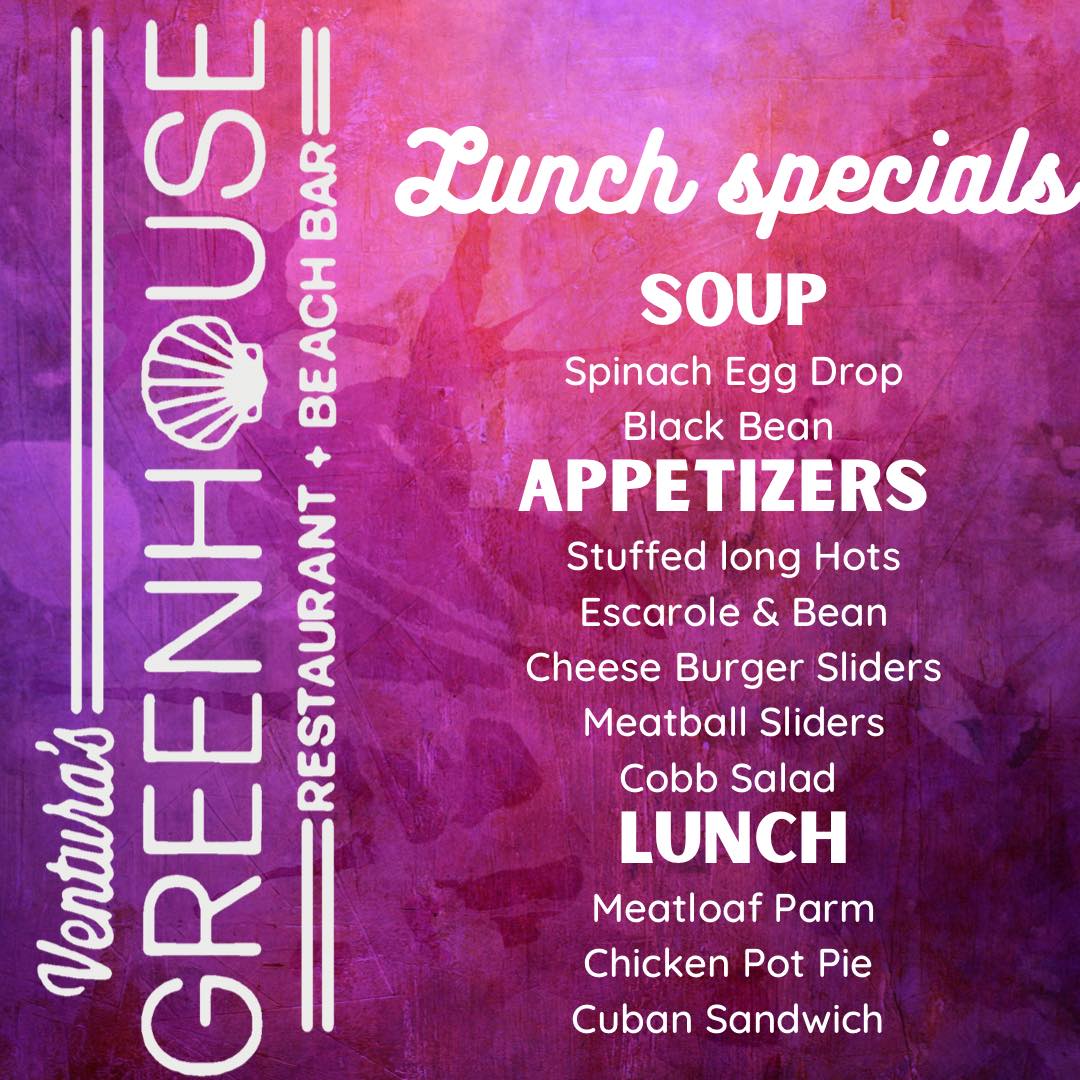 Ventura's
GREENHOUSE
RESTAURANT + BEACH BAR
Lunch specials
SOUP
Spinach Egg Drop
Black Bean
APPETIZERS
Stuffed long Hots
Escarole & Bean
Cheese Burger Sliders
Meatball Sliders
Cobb Salad
LUNCH
Meatloaf Parm
Chicken Pot Pie
Cuban Sandwich